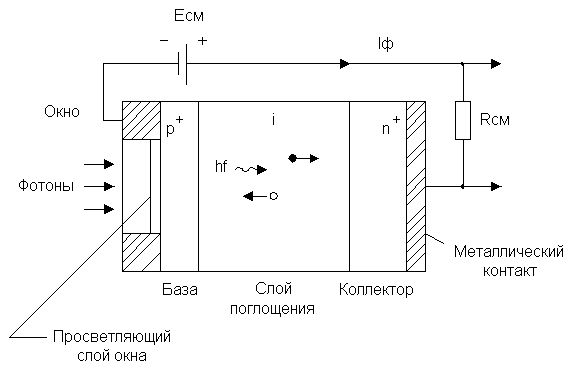 Eсм
− +
Iф
Окно
p+
i
n+
Rсм
hf
Фотоны
База
Слой
поглощения
Коллектор
Металлический
контакт
Просветляющий
слой окна